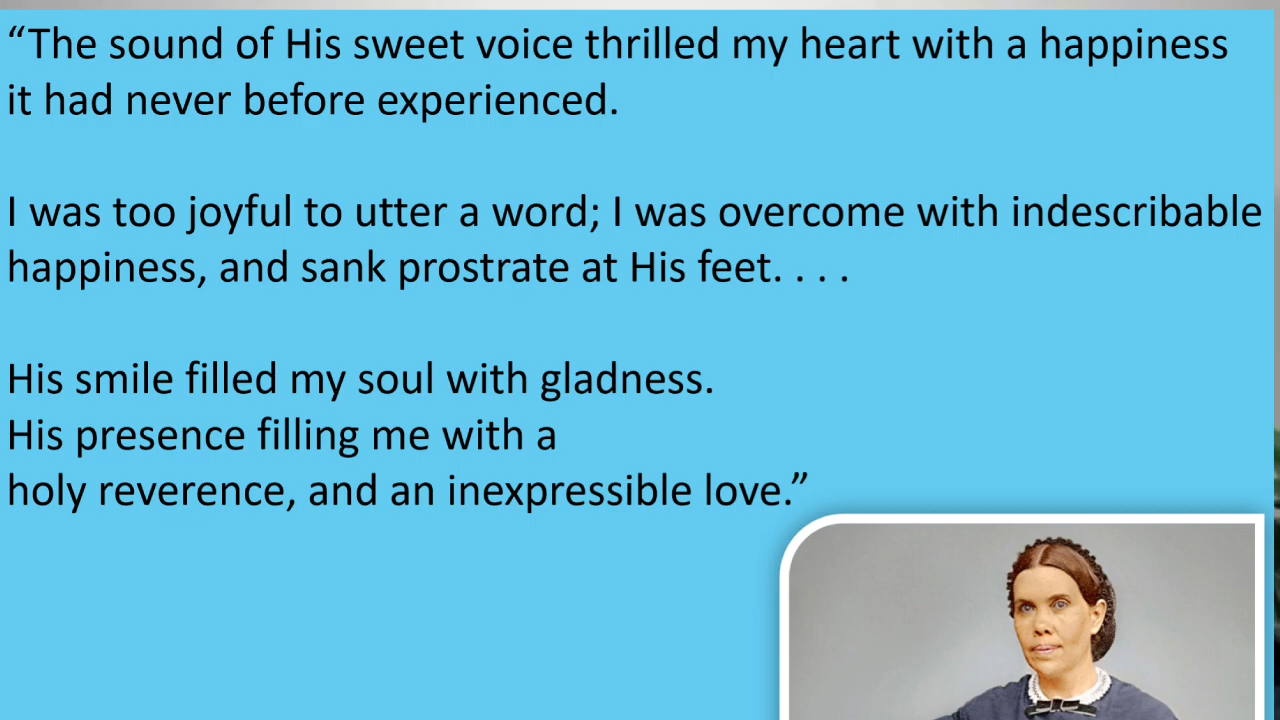 “The sound of His sweet voice thrilled my heart with a happiness
it had never before experienced.
I was too joyful to utter a word; I was overcome with indescribable
happiness, and sank prostrate at His feet. . . .
His smile filled my soul with gladness.
His presence filling me with a
holy reverence, and an inexpressible love.”